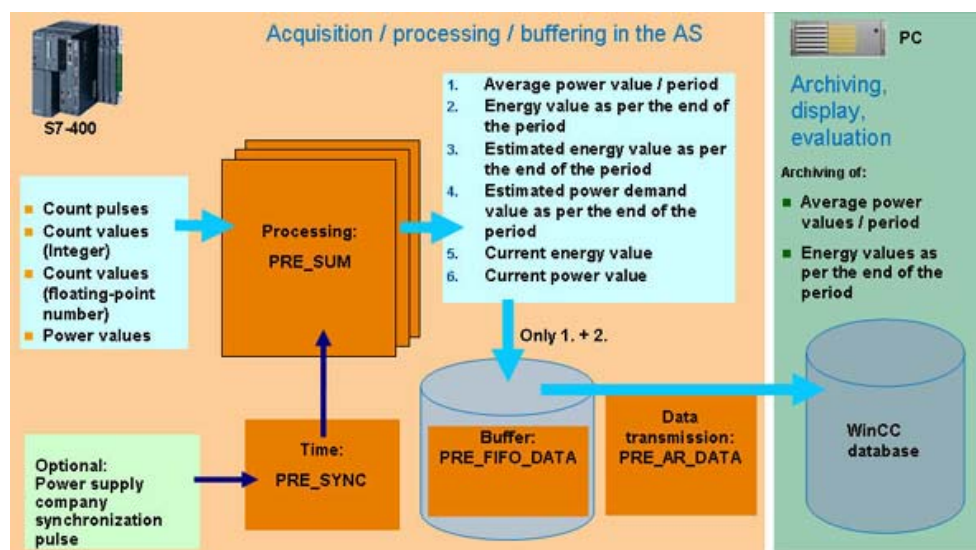 Acquisition / processing / buffering in the AS
S7-400
Count pulses
Count values
(Integer)
Count values
(floating-point
number)
Power values
Processing:
PRE_SUM
1. Average power value / period
2. Energy value as per the end of
the period
3. Estimated energy value as per
the end of the period
4. Estimated power demand
value as per the end of the
period
5. Current energy value
6. Current power value
Only 1. + 2.
Optional:
Power supply
company
synchronization
pulse
Time:
PRE_SYNC
Buffer:
PRE_FIFO_DATA
Data
transmission:
PRE_AR_DATA
PC
Archiving,
display,
evaluation
Archiving of:
Average power
values / period
Energy values as
per the end of the
period
WinCC
database